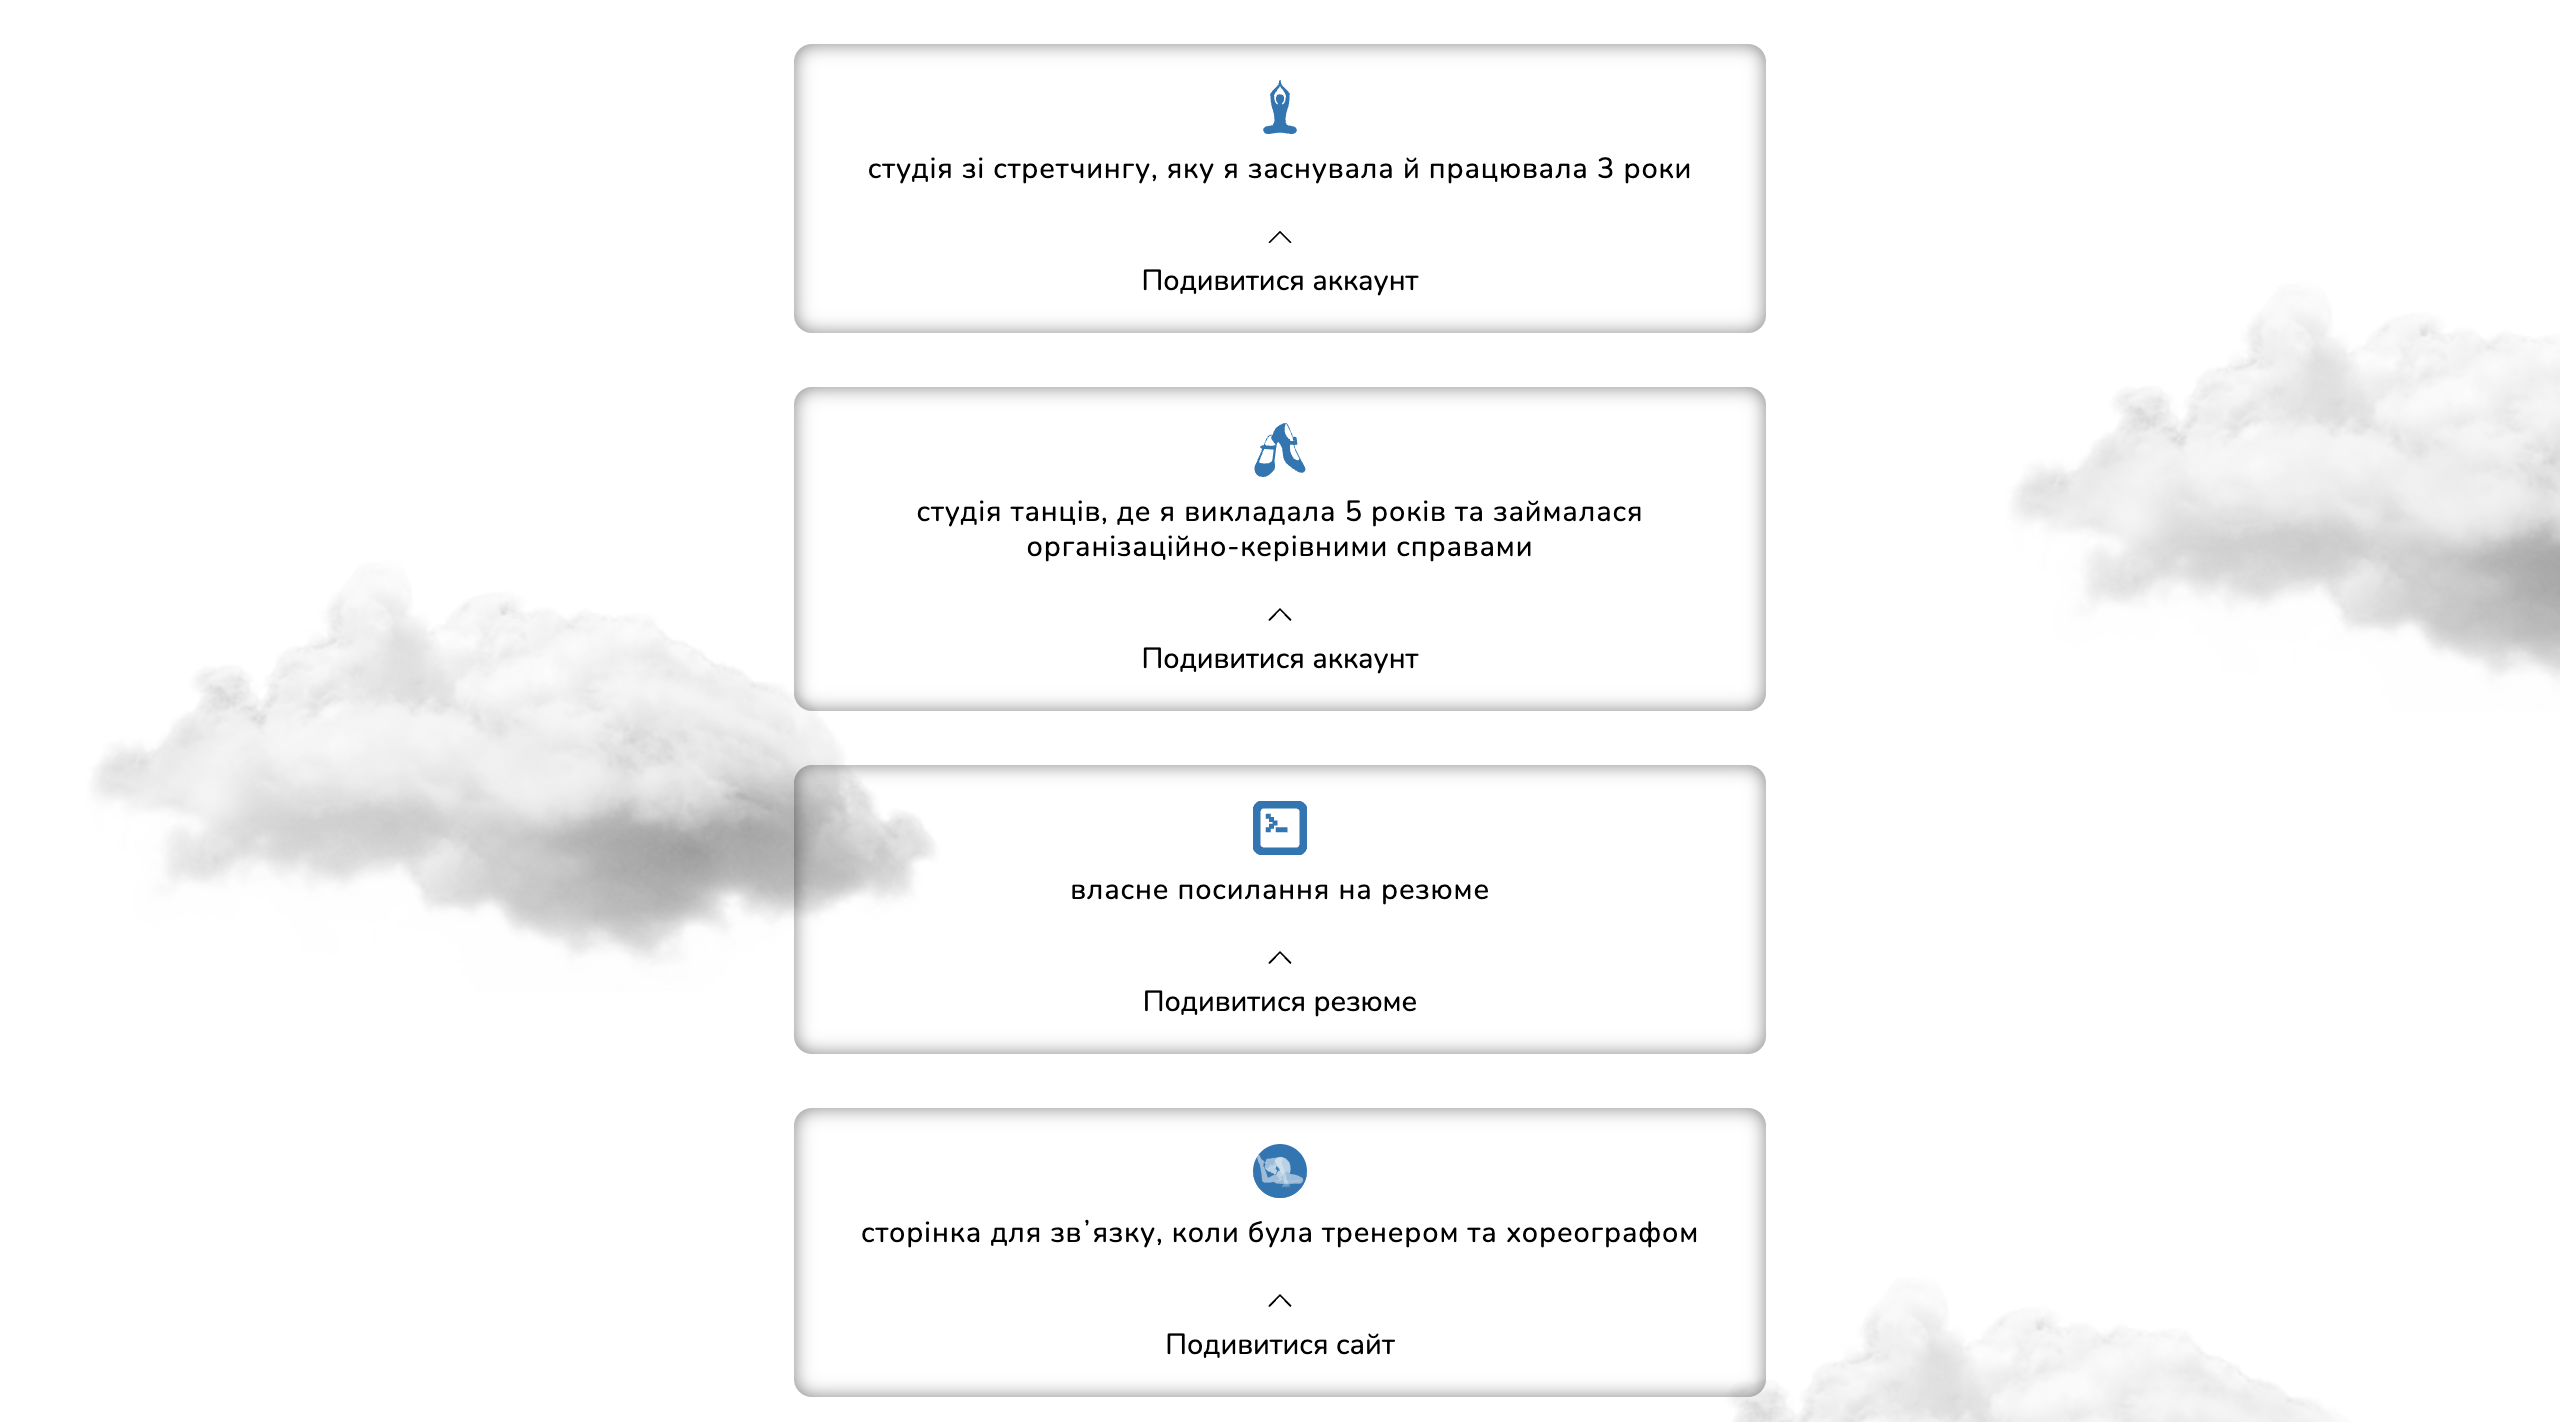 студія зі стретчингу, яку я заснувала й працювала 3 роки
Подивитися аккаунт
студія танців, де я викладала 5 років та займалася
організаційно-керівними справами
Подивитися аккаунт
власне посилання на резюме
Подивитися резюме
сторінка для зв’язку, коли була тренером та хореографом
Подивитися сайт